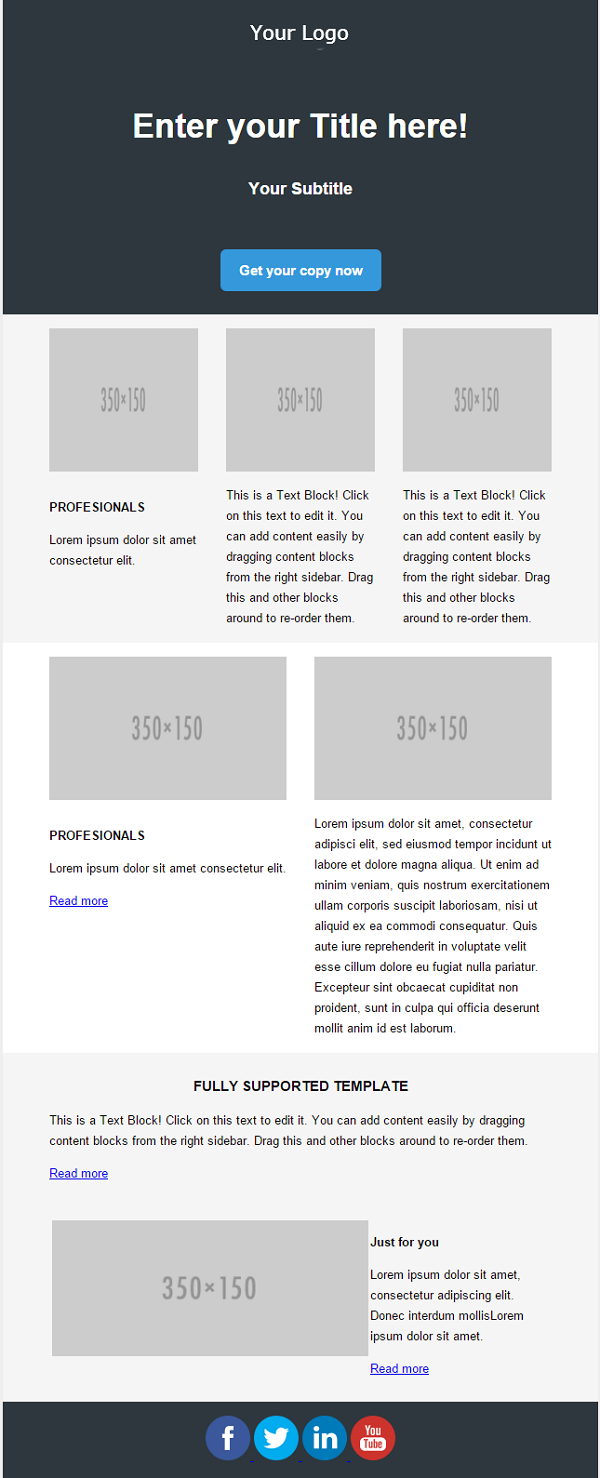 Your Logo
Enter your Title here!
Your Subtitle
Get your copy now
350×150
350×150
350×150
PROFESIONALS
Lorem ipsum dolor sit amet
consectetur elit.
This is a Text Block! Click
on this text to edit it. You
can add content easily by
dragging content blocks
from the right sidebar. Drag
this and other blocks
around to re-order them.
This is a Text Block! Click
on this text to edit it. You
can add content easily by
dragging content blocks
from the right sidebar. Drag
this and other blocks
around to re-order them.
350×150
350×150
PROFESIONALS
Lorem ipsum dolor sit amet consectetur elit.
Read more
Lorem ipsum dolor sit amet, consectetur
adipisci elit, sed eiusmod tempor incidunt ut
labore et dolore magna aliqua. Ut enim ad
minim veniam, quis nostrum exercitationem
ullam corporis suscipit laboriosam, nisi ut
aliquid ex ea commodi consequatur. Quis
aute iure reprehenderit in voluptate velit
esse cillum dolore eu fugiat nulla pariatur.
Excepteur sint obcaecat cupiditat non
proident, sunt in culpa qui officia deserunt
mollit anim id est laborum.
FULLY SUPPORTED TEMPLATE
This is a Text Block! Click on this text to edit it. You can add content easily by dragging
content blocks from the right sidebar. Drag this and other blocks around to re-order them.
Read more
350×150
Just for you
Lorem ipsum dolor sit amet,
consectetur adipiscing elit.
Donec interdum mollisLorem
ipsum dolor sit amet.
Read more
f
in
You
Tube